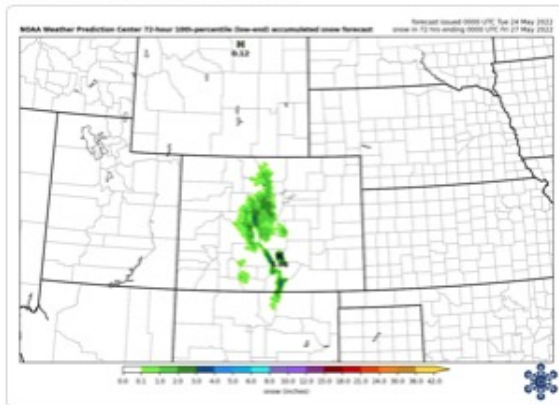 NOAA Weather Prediction Center 72-hour 10th-percentile (low-end) accumulated snow forecast
forecast issued 0000 UTC Tue 24 May 2022
snow in 72 hrs ending 0000 UTC Fri 27 May 2022
0.12
0.0 0.1 1.0 2.0 3.0 4.0 5.0 6.0 8.0 10.0 12.0 15.0 18.0 21.0 24.0 30.0 36.0 42.0
snow (inches)